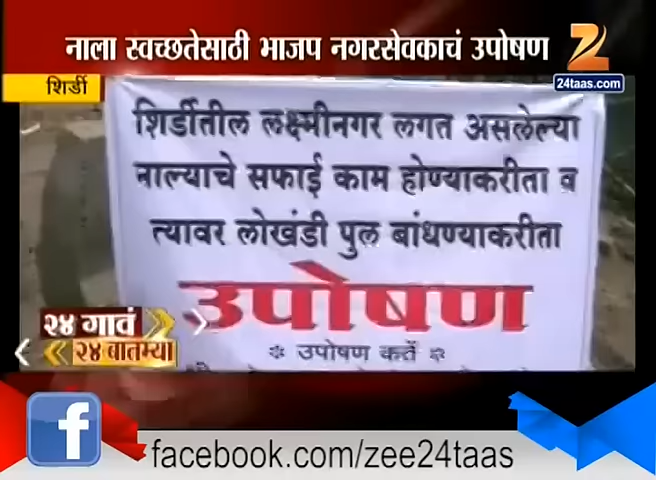 नाला स्वच्छतेसाठी भाजप नगरसेवकाचं उपोषण
24taas.com
शिर्डी
शिर्डीतील लक्ष्मीनगर लगत असलेल्या
नाल्याचे सफाई काम होण्याकरीता व
त्यावर लोखंडी पुल बांधण्याकरीता
उपोषण
उपोषण कर्ते
२४ गावं
२४ बातम्या
facebook.com/zee24taas